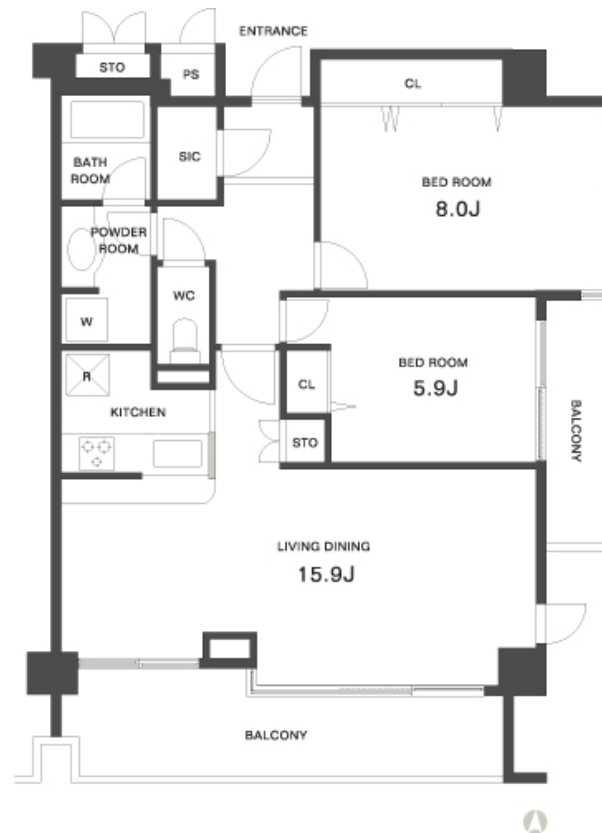 ENTRANCE
STO
PS
CL
SIC
BATH
ROOM
BED ROOM
8.0J
POWDER
ROOM
WC
W
BED ROOM
5.9J
R
CL
KITCHEN
BALCONY
STO
LIVING DINING
15.9J
BALCONY